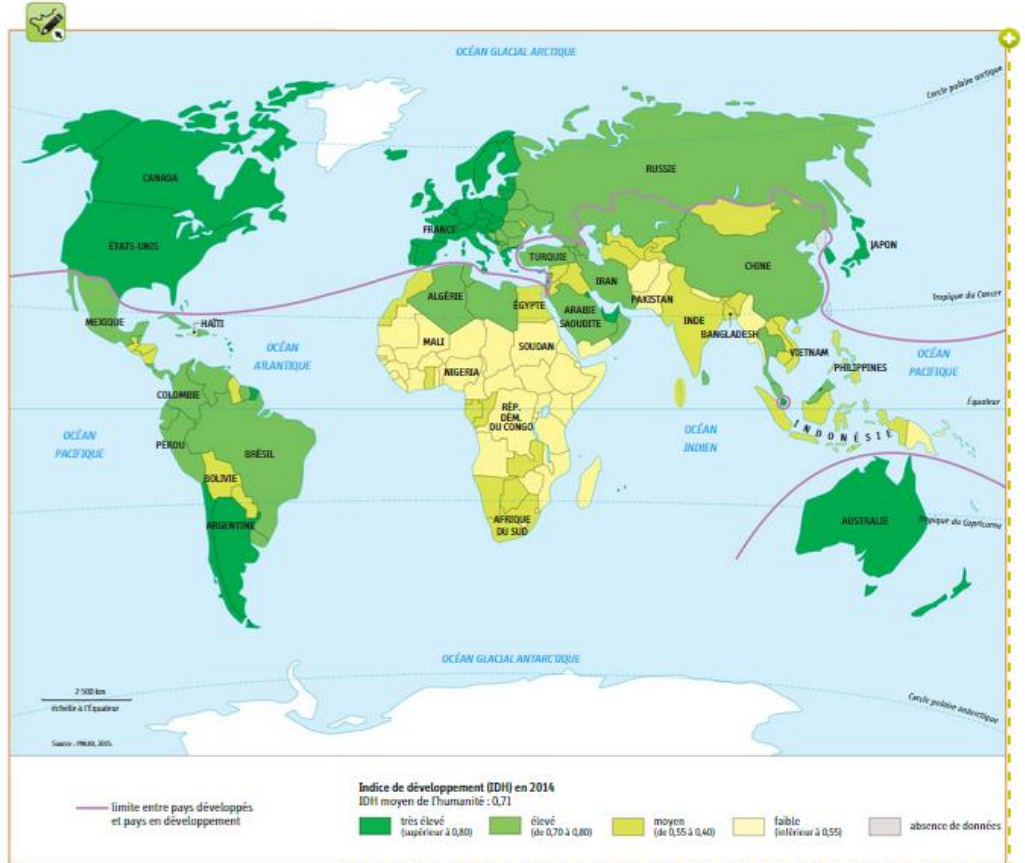 OCÉAN GLACIAL ARCTIQUE
Cercle polaire arctique
CANADA
RUSSIE
ÉTATS-UNIS
FRANCE
TURQUIE
JAPON
CHINE
IRAN
ALGÉRIE
ÉGYPTE
ARABIE
SAOUDITE
PAKISTAN
tropique du Cancer
MEXIQUE
HAÏTI
INDE
BANGLADESH
MALI
SOUDAN
OCÉAN
ATLANTIQUE
VIETNAM
OCÉAN
PACIFIQUE
NIGERIA
PHILIPPINES
COLOMBIE
Équateur
RÉP.
DÉM.
DU CONGO
OCÉAN
INDIEN
INDONÉSIE
OCÉAN
PACIFIQUE
PÉROU
BRÉSIL
BOLIVIE
ARGENTINE
AFRIQUE
DU SUD
AUSTRALIE
Tropique du Capricorne
OCÉAN GLACIAL ANTARCTIQUE
2 500 km
échelle à l'Équateur
Cercle polaire antarctique
Source : PNUD, 2015.
limite entre pays développés
et pays en développement
Indice de développement (IDH) en 2014
IDH moyen de l'humanité : 0,71
très élevé
(supérieur à 0,80)
élevé
(de 0,70 à 0,80)
moyen
(de 0,55 à 0,40)
faible
(inférieur à 0,55)
absence de données